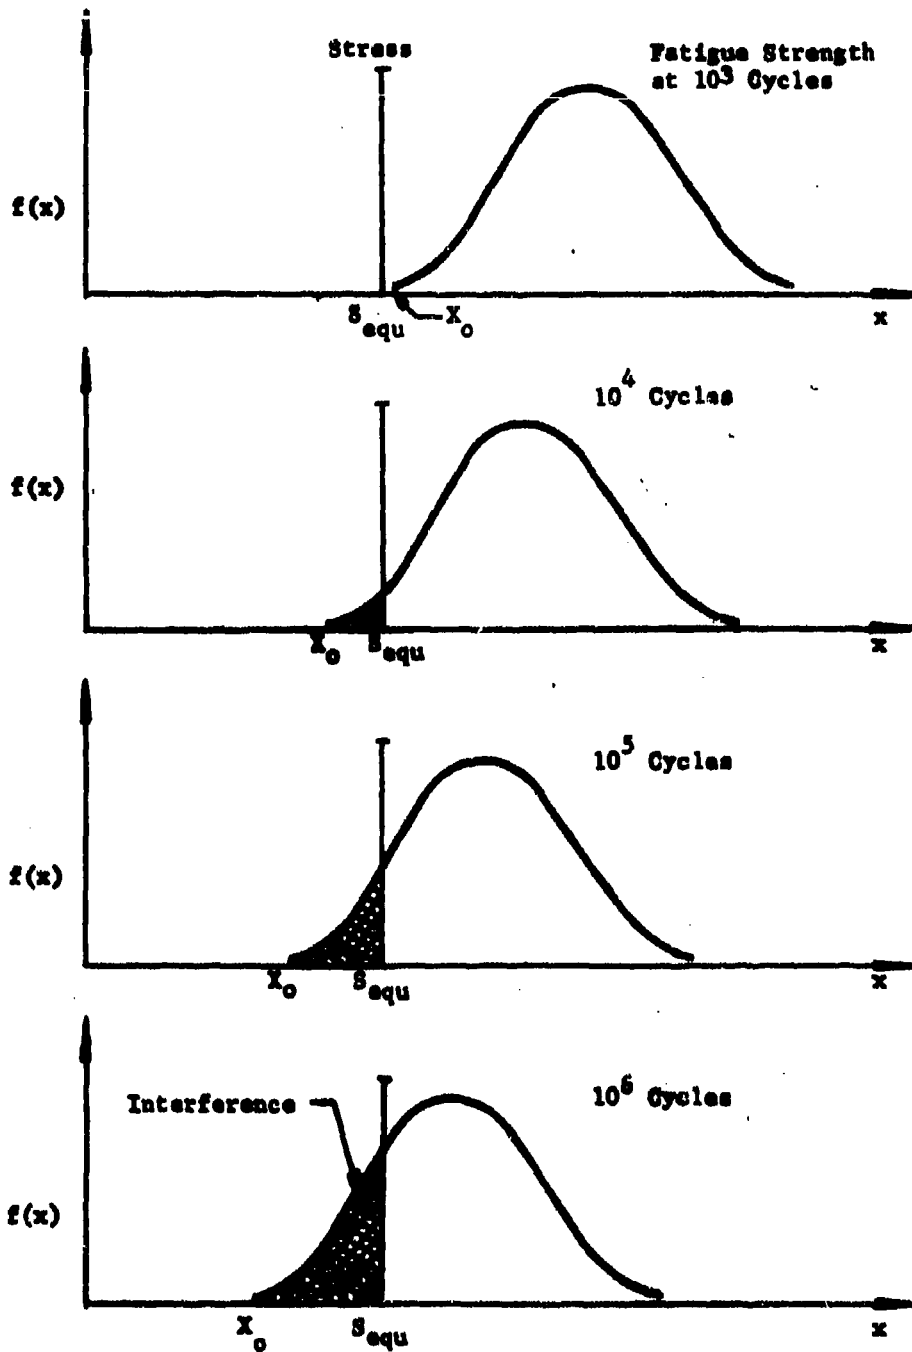 Stress
Fatigue Strength
at 10³ Cycles
f(x)
S_equ
X_o
x
10⁴ Cycles
f(x)
X_o
S_equ
x
10⁵ Cycles
f(x)
X_o
S_equ
x
Interference
10⁶ Cycles
f(x)
X_o
S_equ